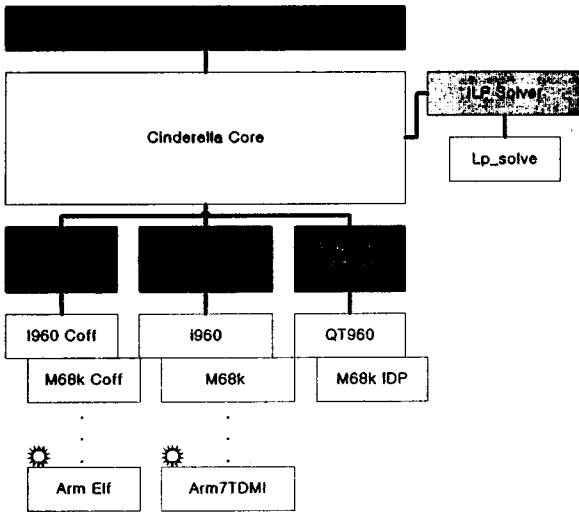 ILP Solver
Cinderella Core
Lp_solve
I960 Coff
i960
QT960
M68k Coff
M68k
M68k IDP
Arm Elf
Arm7TDMI